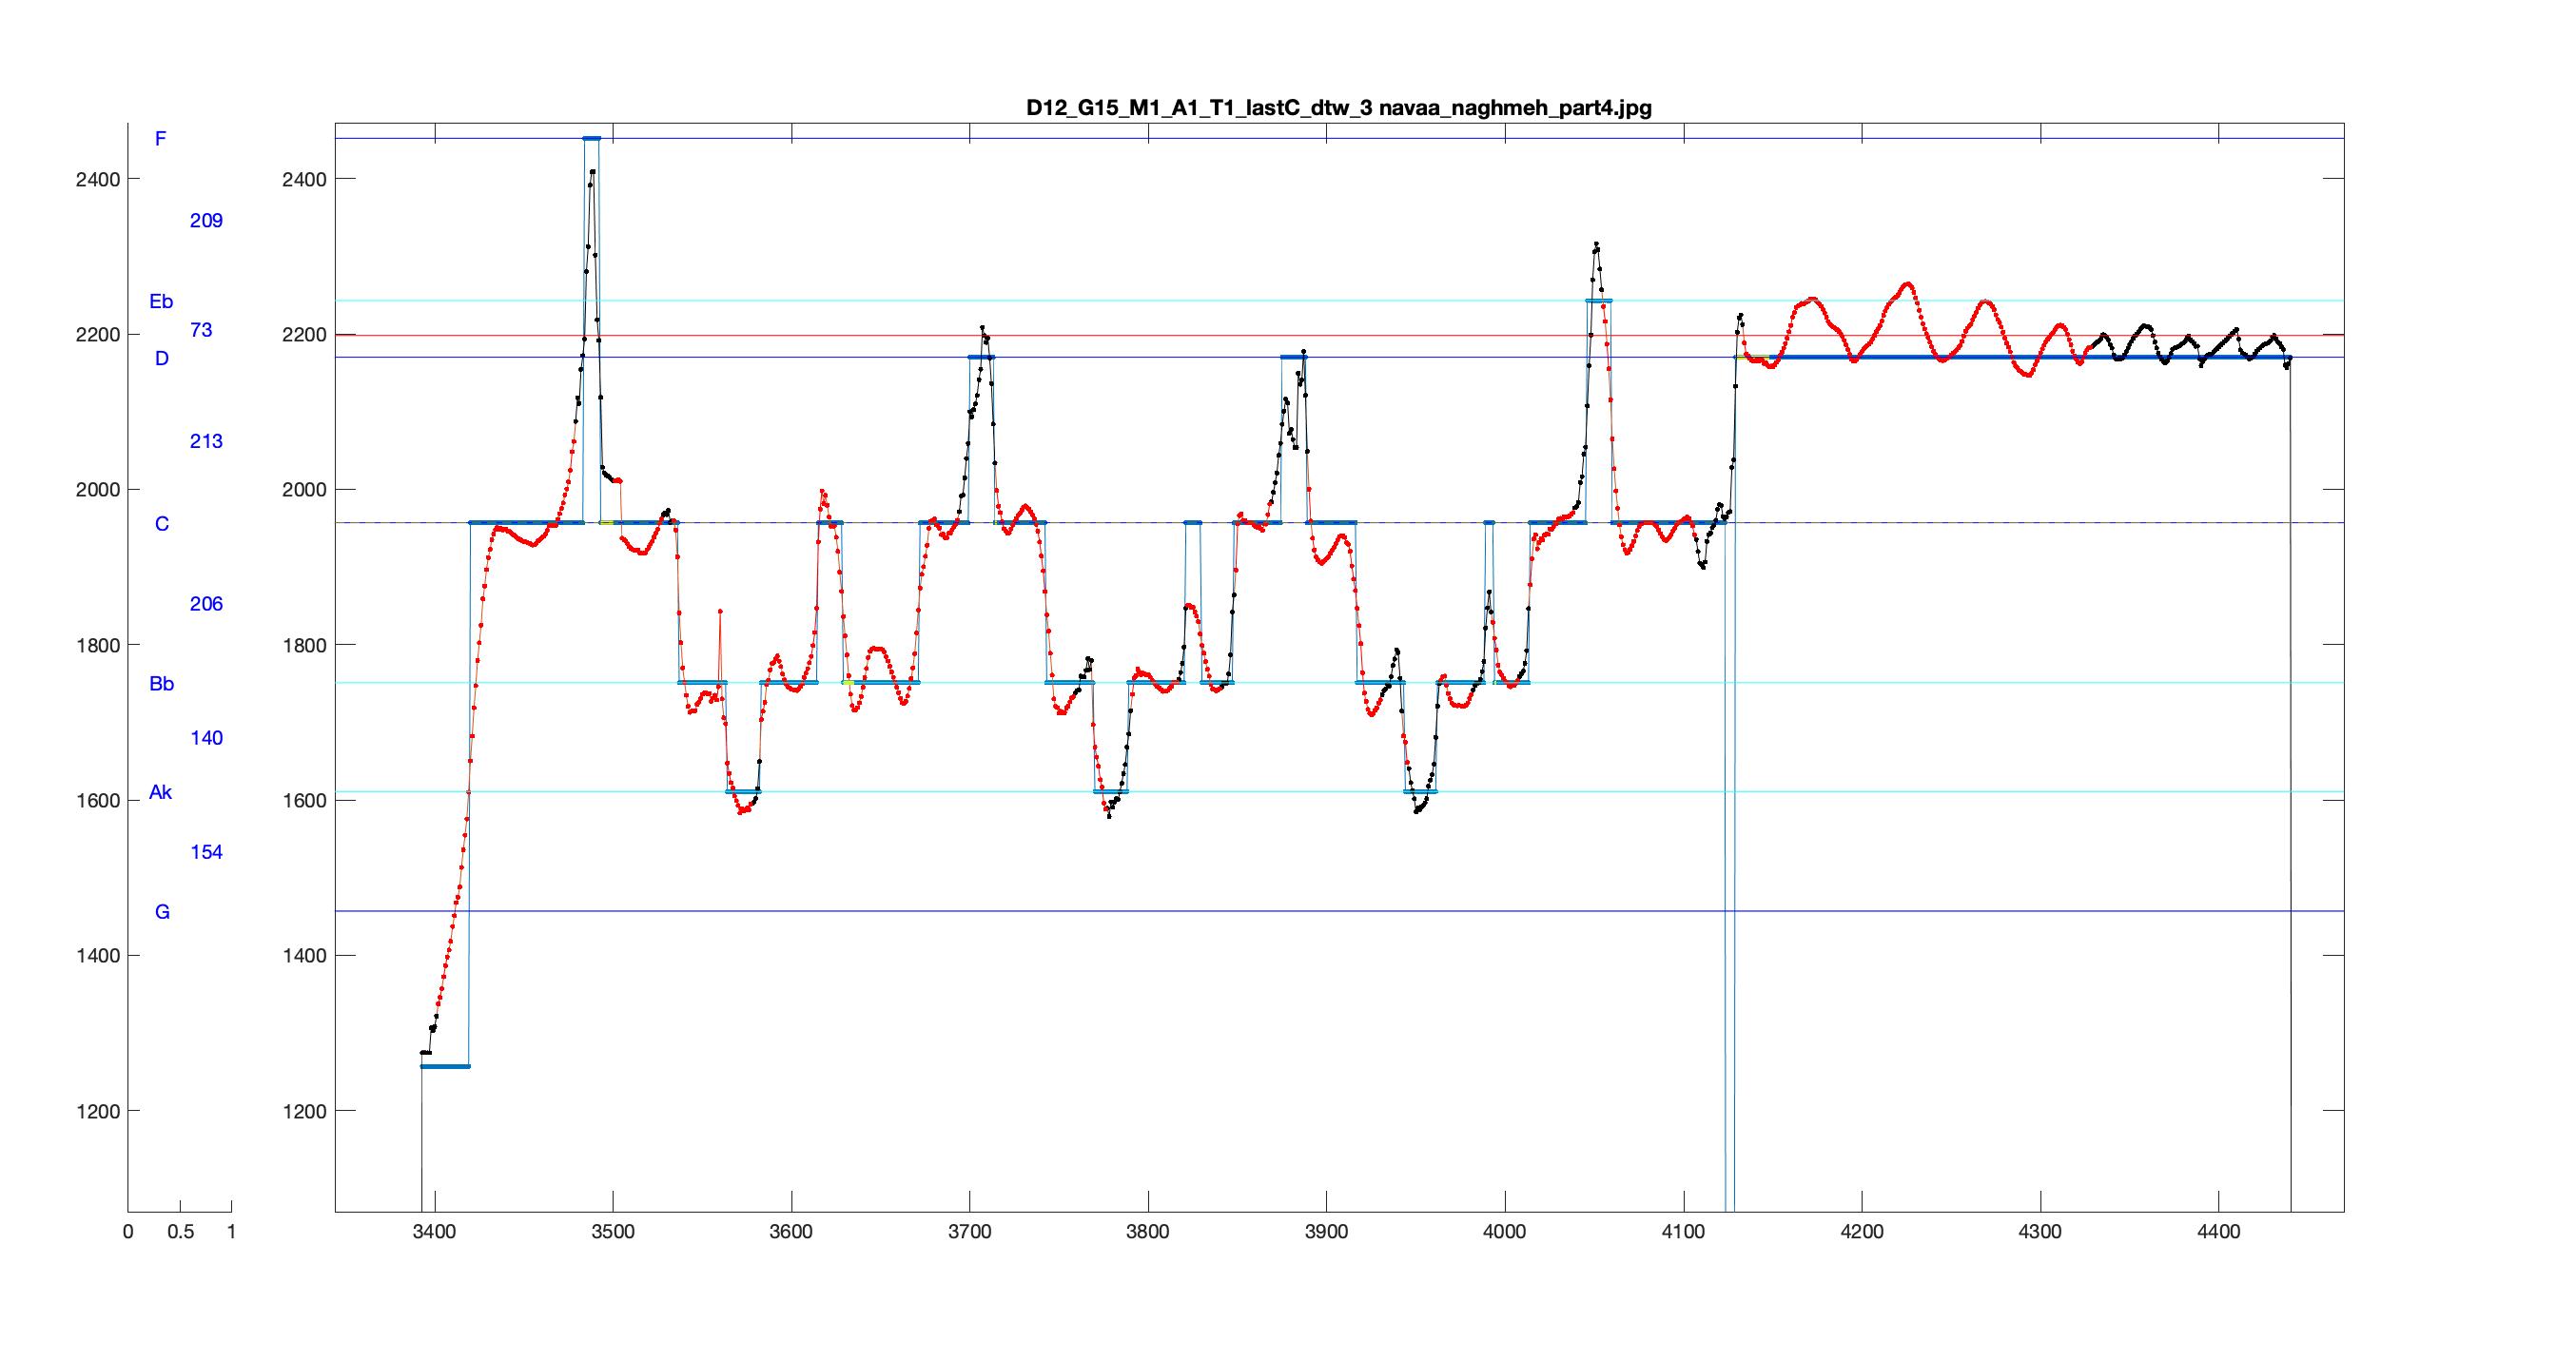 D12_G15_M1_A1_T1_lastC_dtw_3 navaa_naghmeh_part4.jpg
F
2400 2400
209
Eb
73
2200 2200
D
213
2000 2000
C
206
1800 1800
Bb
140
1600 Ak 1600
154
G
1400 1400
1200 1200
0 0.5 1 3400 3500 3600 3700 3800 3900 4000 4100 4200 4300 4400